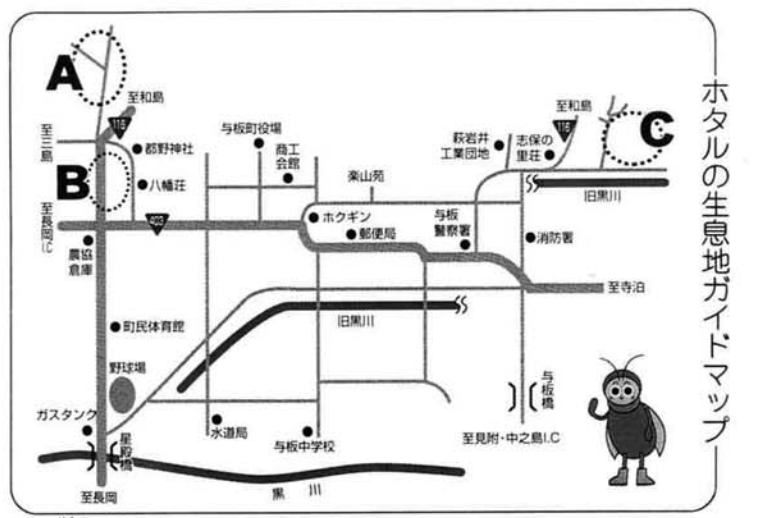 ホタルの生息地ガイドマップ
A
至和島
116
至三島
都野神社
八幡荘
B
至長岡I.C
403
農協
倉庫
与板町役場
商工
会館
楽山苑
ホクギン
郵便局
与板
警察署
萩岩井
工業団地
志保の
里荘
116
至和島
C
旧黒川
消防署
至寺泊
旧黒川
町民体育館
野球場
ガスタンク
星殿橋
水道局
与板中学校
与板橋
至見附・中之島I.C
至長岡
黒川